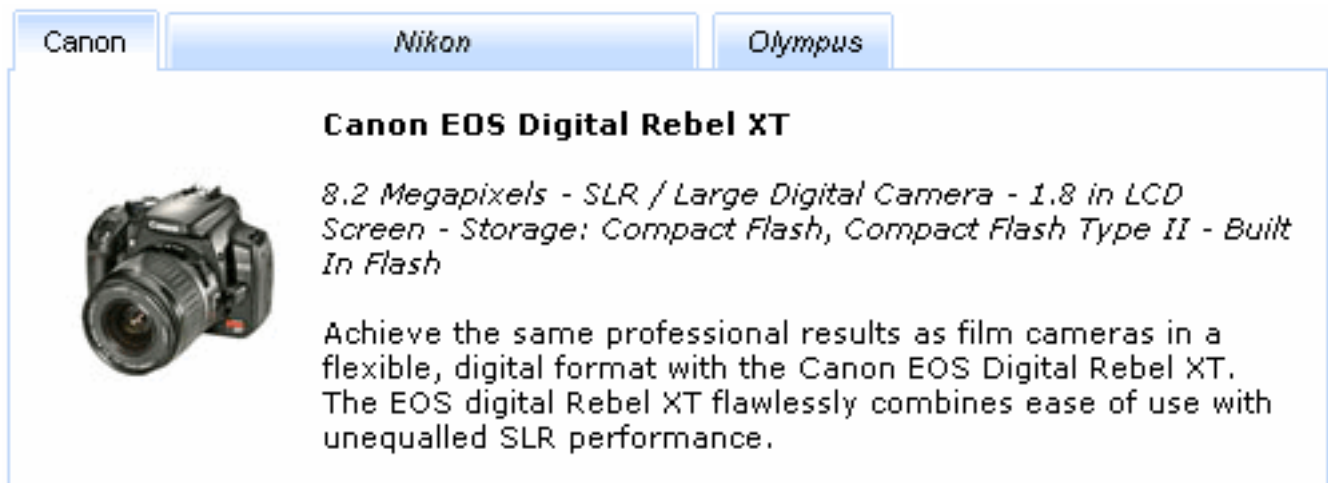 Canon Nikon Olympus
Canon EOS Digital Rebel XT
8.2 Megapixels - SLR / Large Digital Camera - 1.8 in LCD
Screen - Storage: Compact Flash, Compact Flash Type II - Built
In Flash
Achieve the same professional results as film cameras in a
flexible, digital format with the Canon EOS Digital Rebel XT.
The EOS digital Rebel XT flawlessly combines ease of use with
unequalled SLR performance.